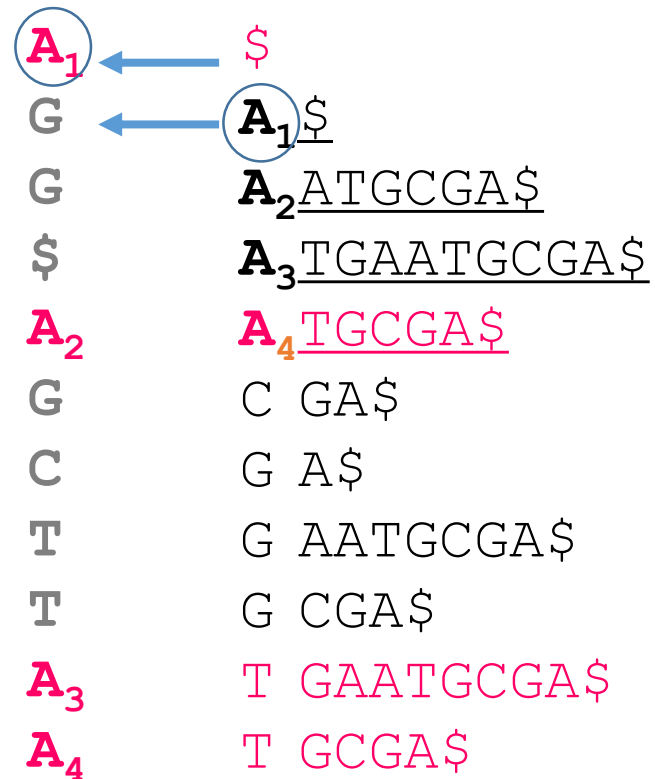 A₁ $
G A₁$
G A₂ATGCGA$
$ A₃TGAATGCGA$
A₂ A₄TGCGA$
G C GA$
C G A$
T G AATGCGA$
T G CGA$
A₃ T GAATGCGA$
A₄ T GCGA$